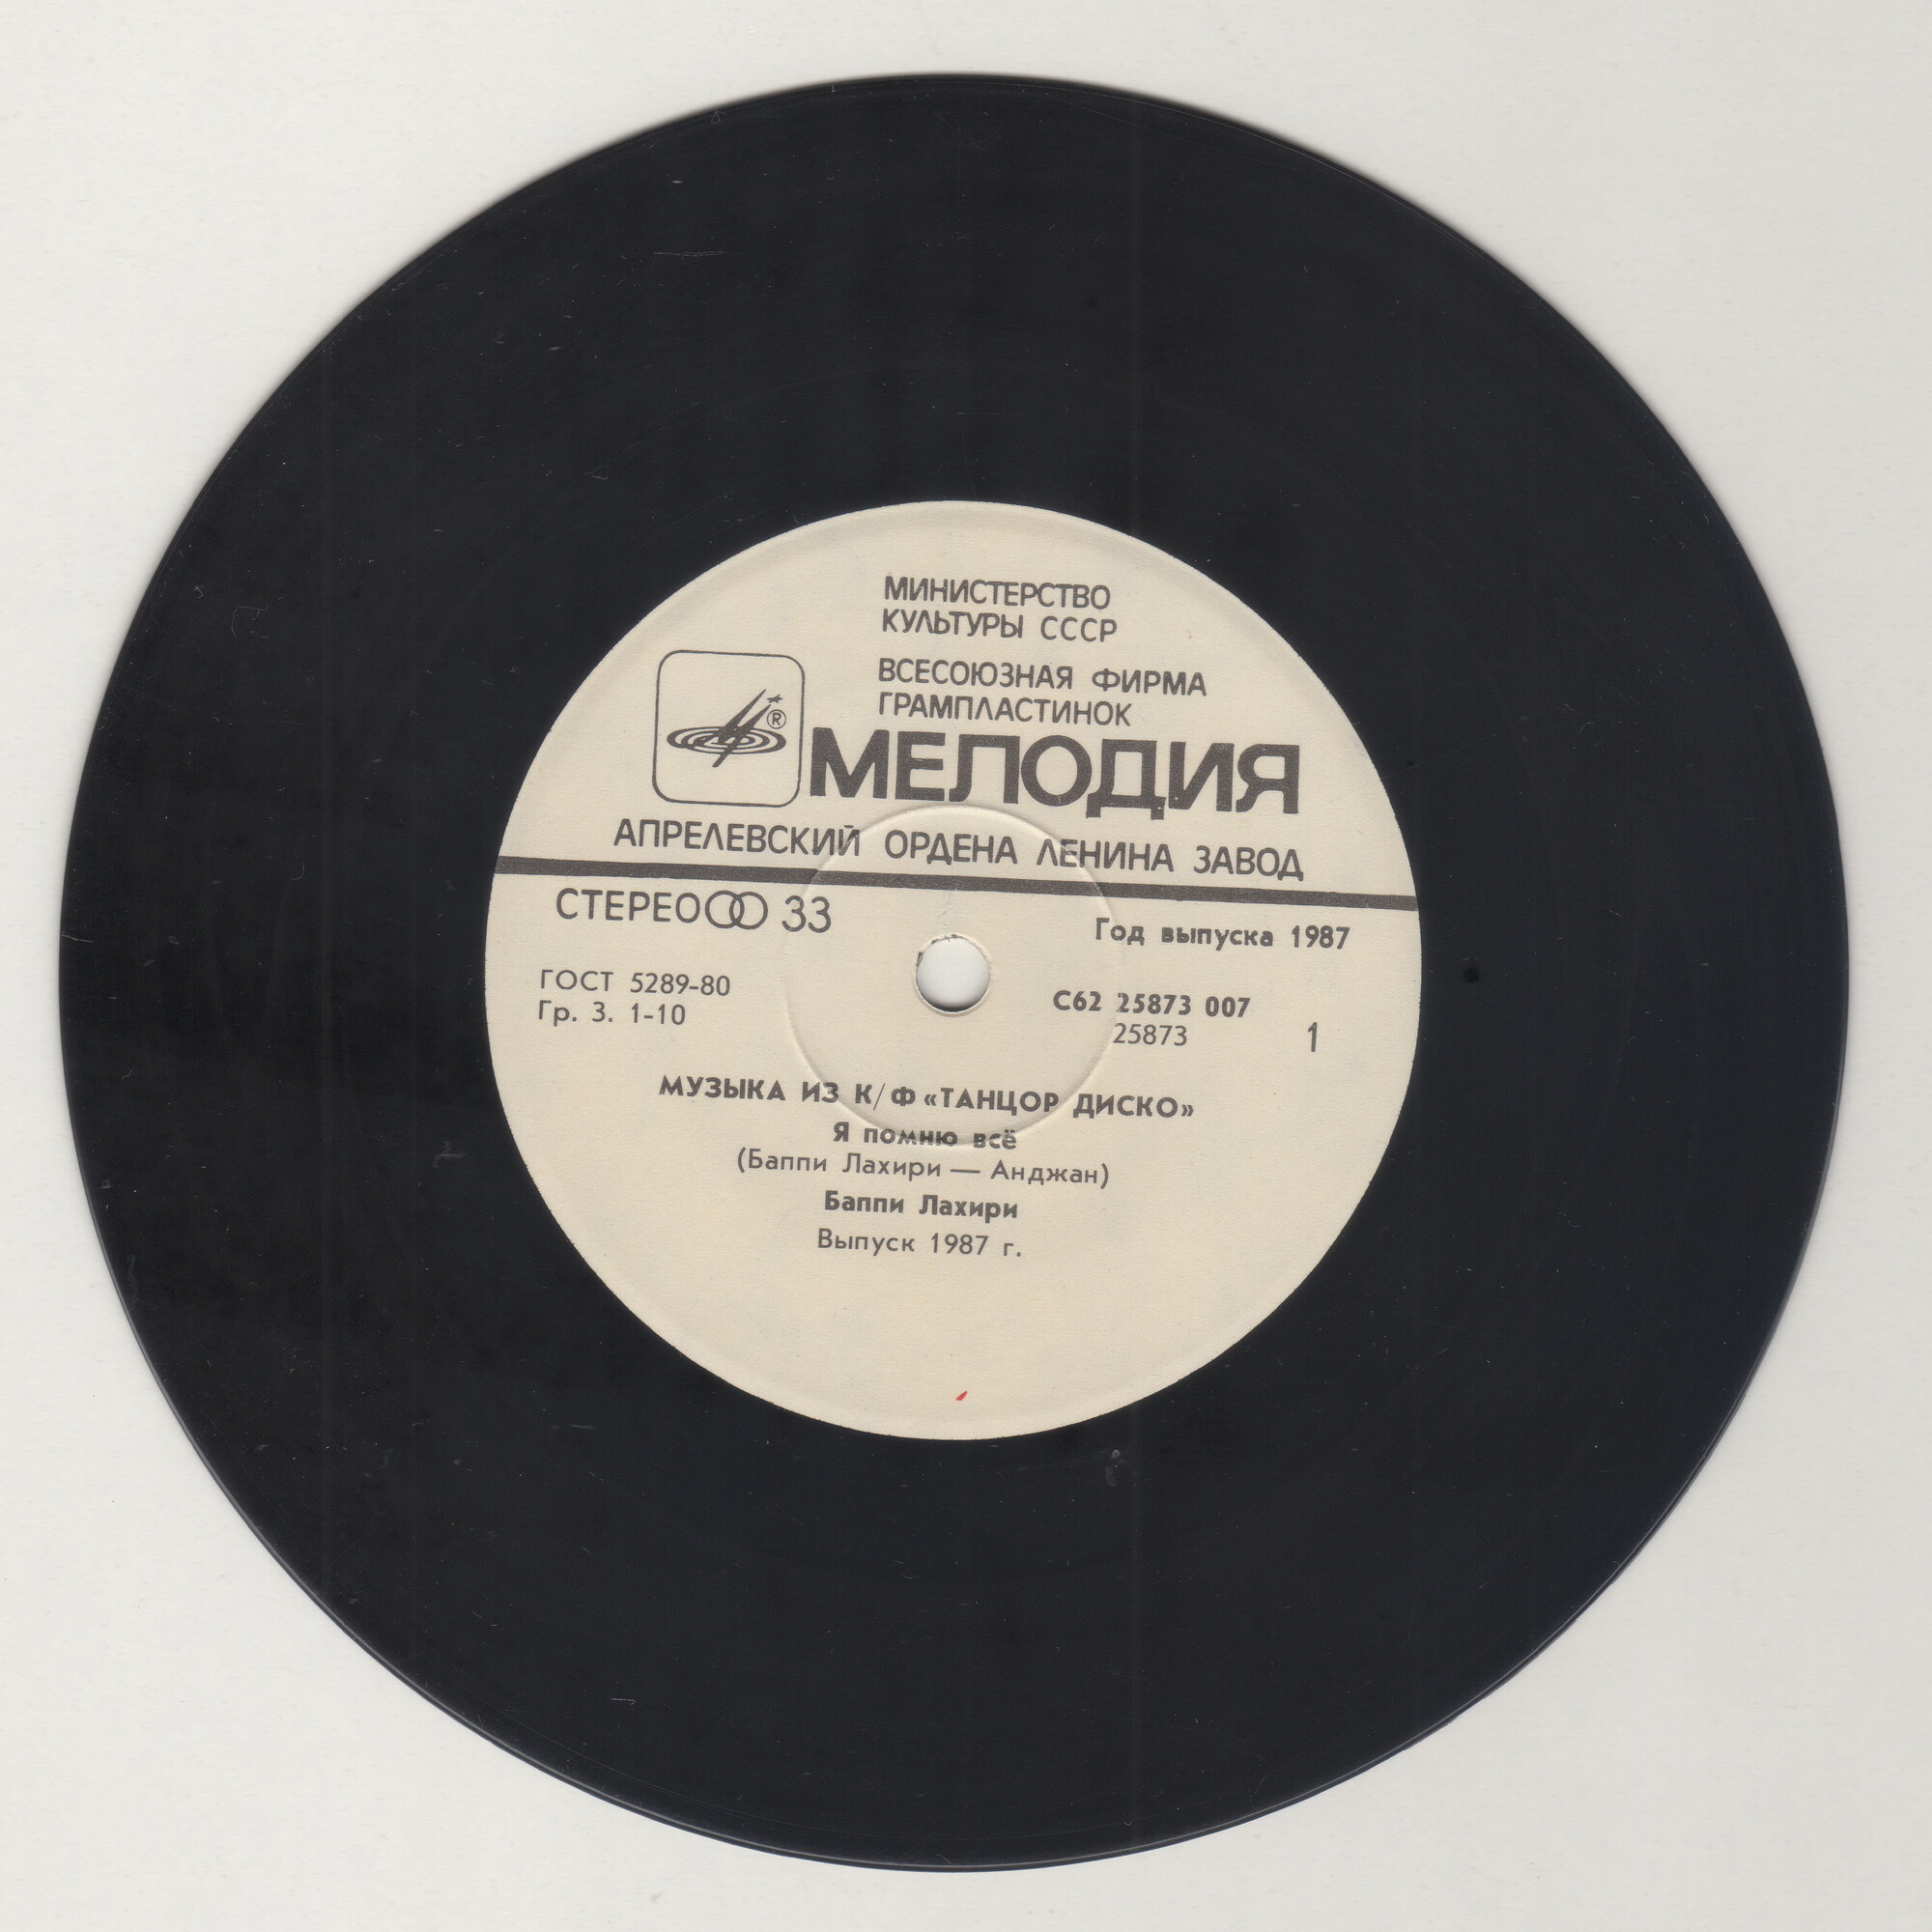 МИНИСТЕРСТВО
КУЛЬТУРЫ СССР
ВСЕСОЮЗНАЯ ФИРМА
ГРАМПЛАСТИНОК
®
МЕЛОДИЯ
АПРЕЛЕВСКИЙ ОРДЕНА ЛЕНИНА ЗАВОД
СТЕРЕО 33
Год выпуска 1987
ГОСТ 5289-80
Гр. 3. 1-10
С62 25873 007
25873
1
МУЗЫКА ИЗ К/Ф «ТАНЦОР ДИСКО»
Я помню всё
(Баппи Лахири — Анджан)
Баппи Лахири
Выпуск 1987 г.